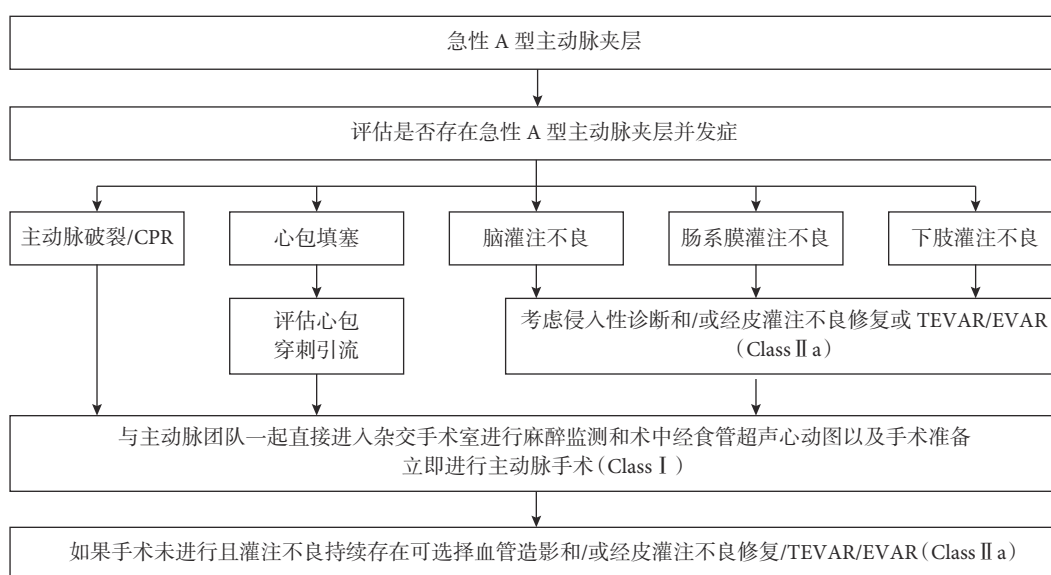 急性 A 型主动脉夹层
评估是否存在急性 A 型主动脉夹层并发症
主动脉破裂/CPR
心包填塞
脑灌注不良
肠系膜灌注不良
下肢灌注不良
评估心包
穿刺引流
考虑侵入性诊断和/或经皮灌注不良修复或 TEVAR/EVAR
(ClassⅡa)
与主动脉团队一起直接进入杂交手术室进行麻醉监测和术中经食管超声心动图以及手术准备
立即进行主动脉手术(ClassⅠ)
如果手术未进行且灌注不良持续存在可选择血管造影和/或经皮灌注不良修复/TEVAR/EVAR(ClassⅡa)